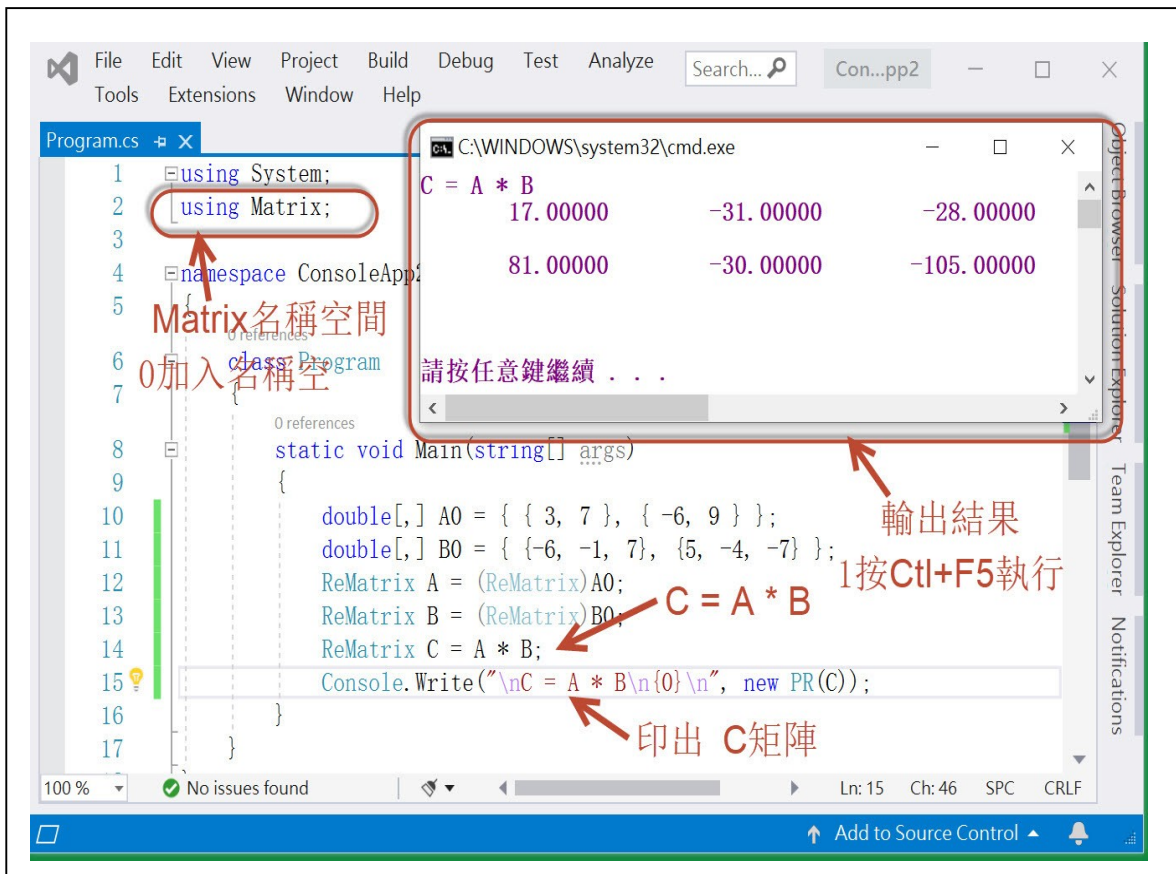 File Edit View Project Build Debug Test Analyze Search... Con...pp2
Tools Extensions Window Help
Program.cs
C:\WINDOWS\system32\cmd.exe
C = A * B
17.00000 -31.00000 -28.00000
81.00000 -30.00000 -105.00000
請按任意鍵繼續 . . .
1 using System;
2 using Matrix;
3
4 namespace ConsoleApp2
5 {
Matrix名稱空間
0 references
6 class Program
0加入名稱空
7 {
0 references
8 static void Main(string[] args)
9 {
10 double[,] A0 = { { 3, 7 }, { -6, 9 } };
11 double[,] B0 = { {-6, -1, 7}, {5, -4, -7} };
12 ReMatrix A = (ReMatrix)A0;
13 ReMatrix B = (ReMatrix)B0;
14 ReMatrix C = A * B;
15 Console.Write("\nC = A * B\n{0}\n", new PR(C));
16 }
17 }
輸出結果
1按Ctl+F5執行
C = A * B
印出 C矩陣
Object Browser
Solution Explorer
Team Explorer
Notifications
100 % No issues found Ln: 15 Ch: 46 SPC CRLF
Add to Source Control